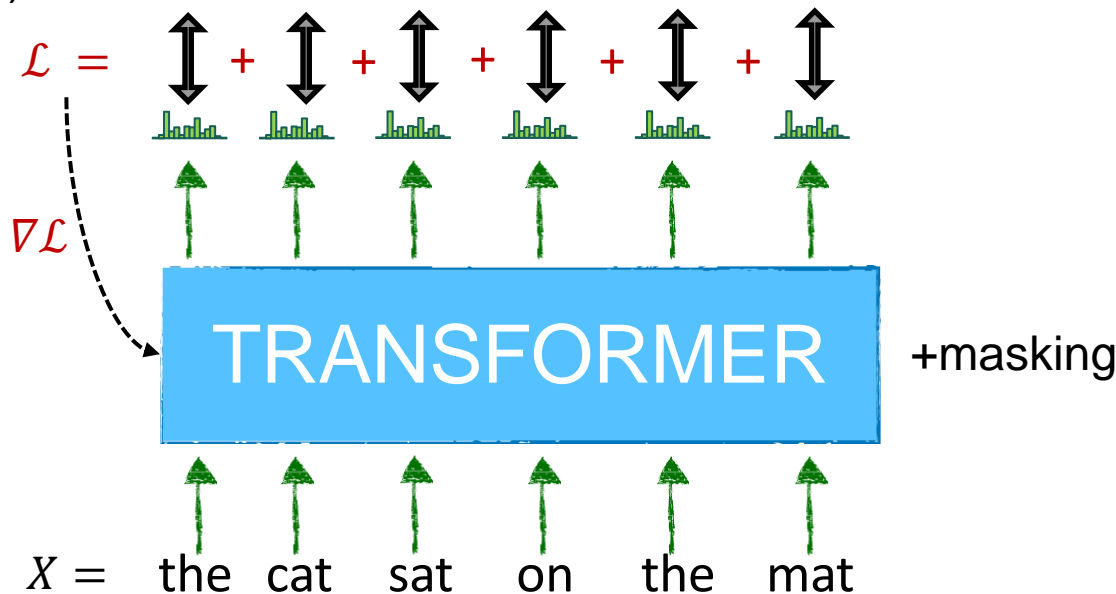 ℒ = + + + + +
∇ℒ
TRANSFORMER
+masking
X = the cat sat on the mat